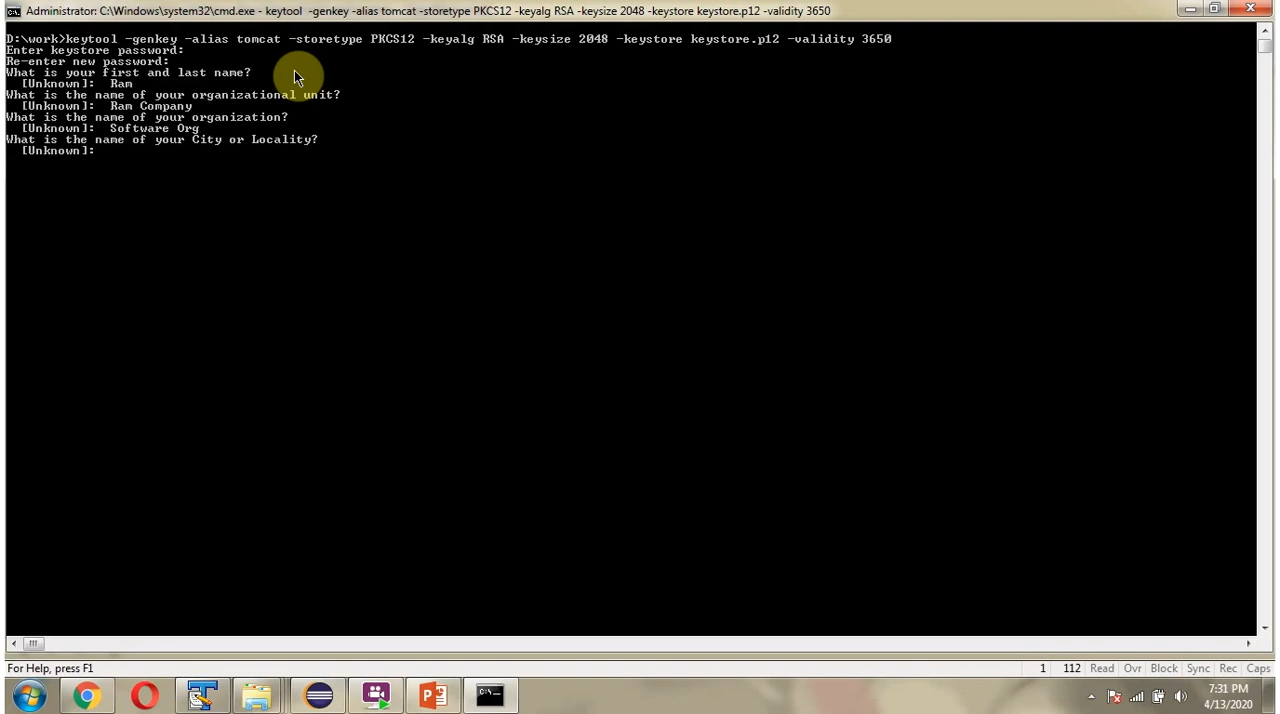 Administrator: C:\Windows\system32\cmd.exe - keytool -genkey -alias tomcat -storetype PKCS12 -keyalg RSA -keysize 2048 -keystore keystore.p12 -validity 3650
D:\work>keytool -genkey -alias tomcat -storetype PKCS12 -keyalg RSA -keysize 2048 -keystore keystore.p12 -validity 3650
Enter keystore password:
Re-enter new password:
What is your first and last name?
[Unknown]: Ram
What is the name of your organizational unit?
[Unknown]: Ram Company
What is the name of your organization?
[Unknown]: Software Org
What is the name of your City or Locality?
[Unknown]:
For Help, press F1
1 112 Read Ovr Block Sync Rec Caps
7:31 PM
4/13/2020